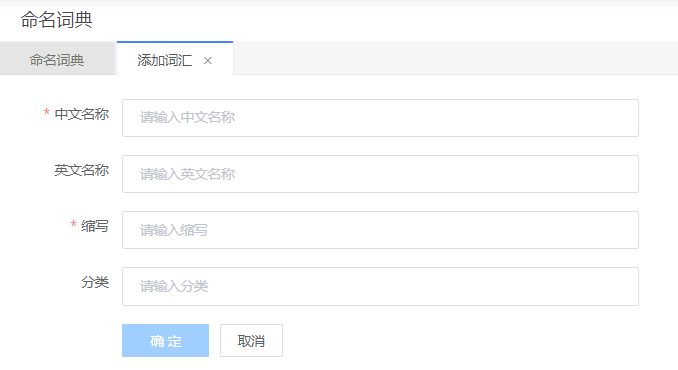 命名词典
命名词典 添加词汇 ×
* 中文名称 请输入中文名称
英文名称 请输入英文名称
* 缩写 请输入缩写
分类 请输入分类
确定 取消